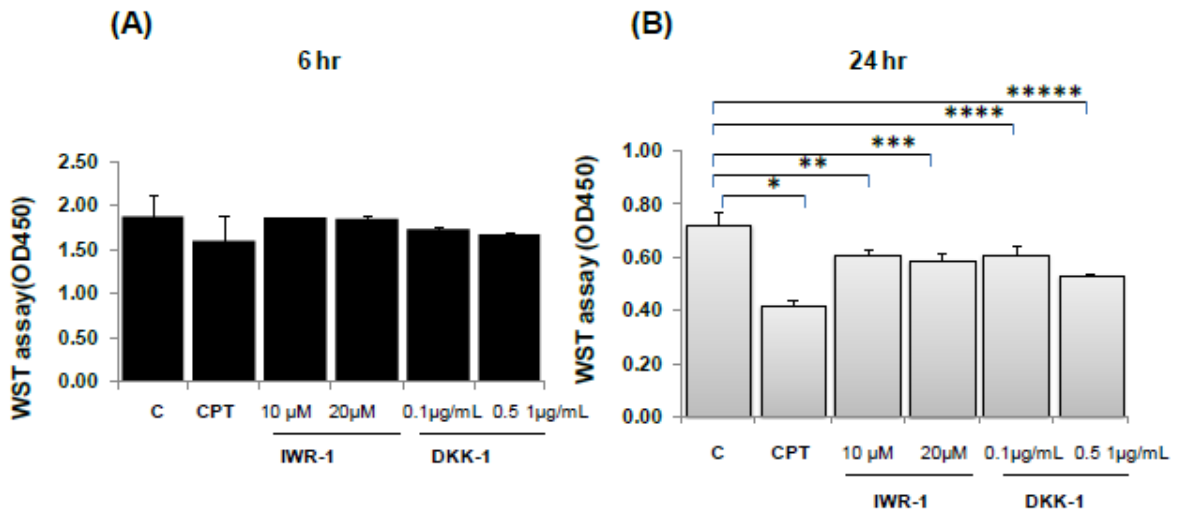 (A)
6 hr
WST assay(OD450)
2.50
2.00
1.50
1.00
0.50
0.00
C CPT 10 µM 20µM 0.1µg/mL 0.5 1µg/mL
IWR-1 DKK-1
(B)
24 hr
*****
****
***
**
*
WST assay (OD450)
1.00
0.80
0.60
0.40
0.20
0.00
C CPT 10 µM 20µM 0.1µg/mL 0.5 1µg/mL
IWR-1 DKK-1